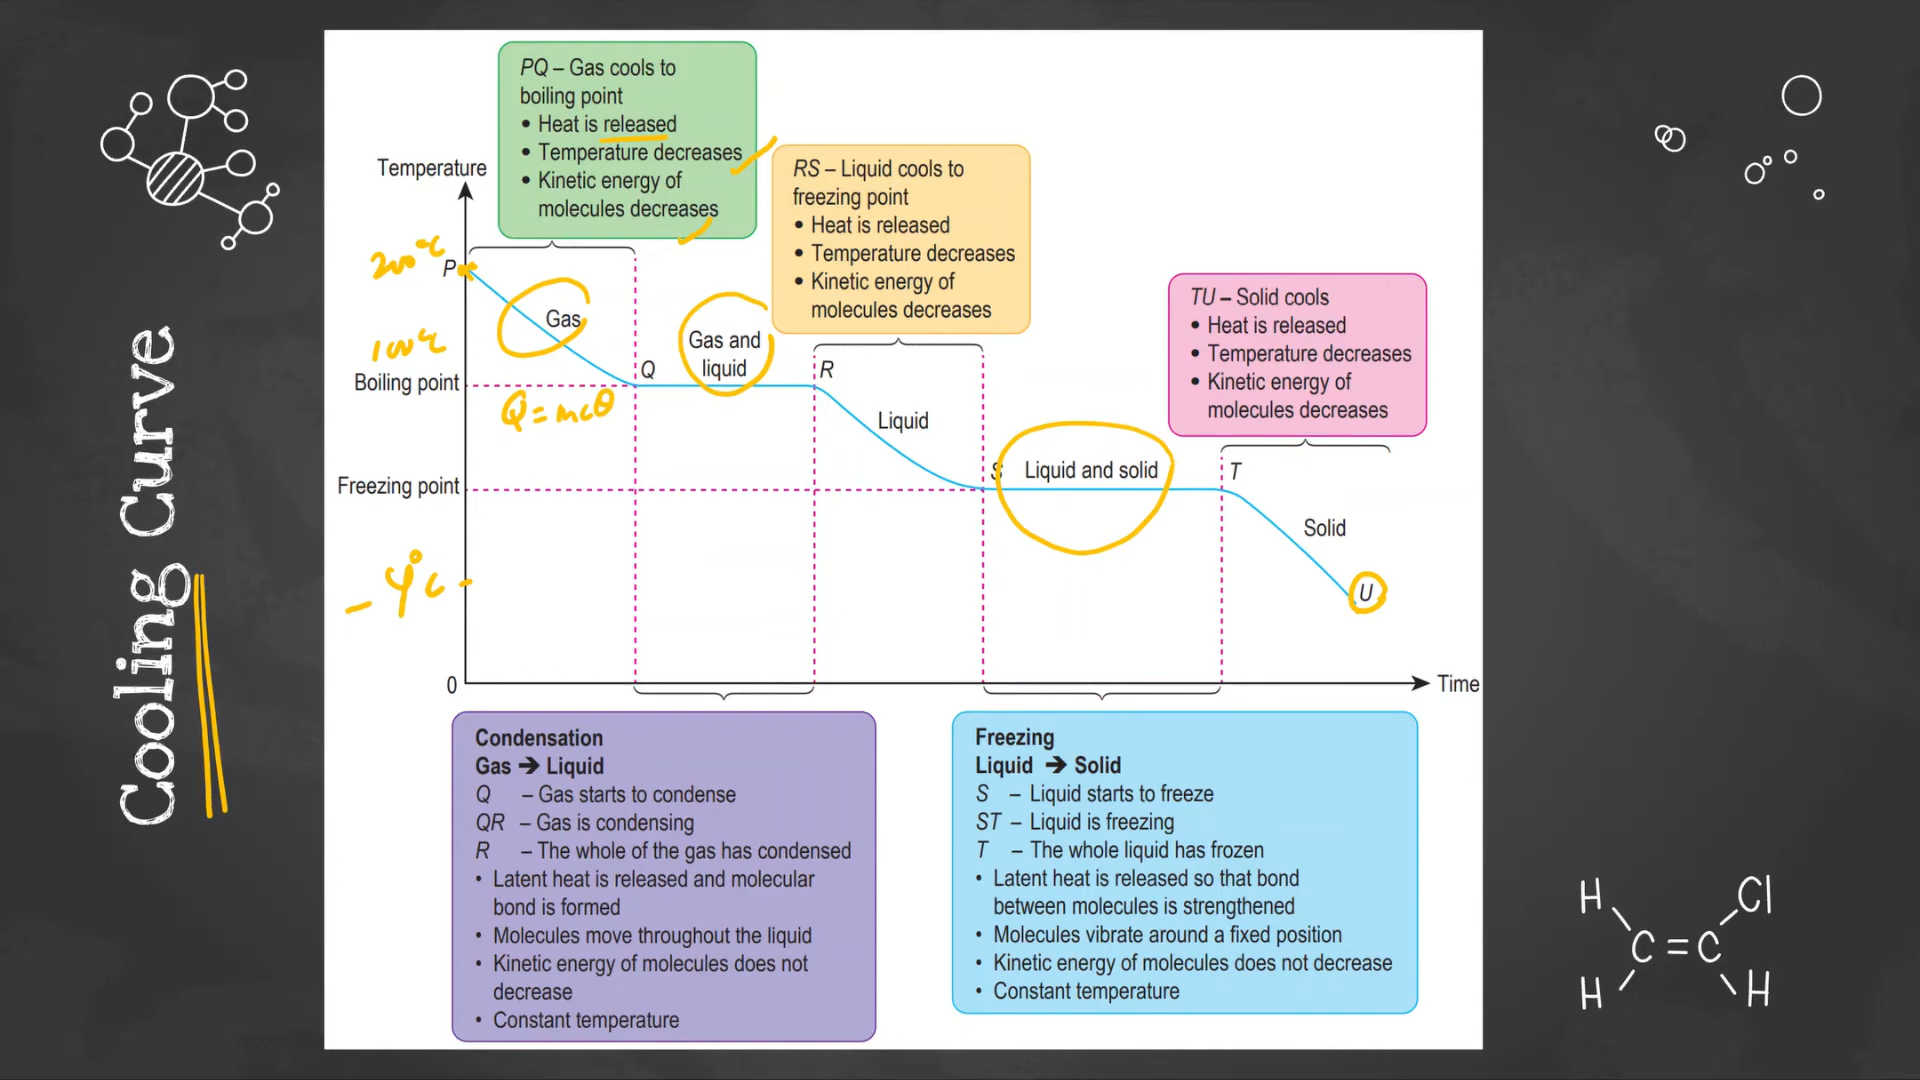 Cooling Curve
PQ – Gas cools to
boiling point
• Heat is released
• Temperature decreases
• Kinetic energy of
molecules decreases
RS – Liquid cools to
freezing point
• Heat is released
• Temperature decreases
• Kinetic energy of
molecules decreases
TU – Solid cools
• Heat is released
• Temperature decreases
• Kinetic energy of
molecules decreases
Temperature
200°C
P
Gas
100°C
Boiling point
Q
Gas and
liquid
R
Q = mcθ
Liquid
Freezing point
S
Liquid and solid
T
Solid
U
- 4°C
0
Time
Condensation
Gas ➔ Liquid
Q – Gas starts to condense
QR – Gas is condensing
R – The whole of the gas has condensed
• Latent heat is released and molecular
bond is formed
• Molecules move throughout the liquid
• Kinetic energy of molecules does not
decrease
• Constant temperature
Freezing
Liquid ➔ Solid
S – Liquid starts to freeze
ST – Liquid is freezing
T – The whole liquid has frozen
• Latent heat is released so that bond
between molecules is strengthened
• Molecules vibrate around a fixed position
• Kinetic energy of molecules does not decrease
• Constant temperature
H Cl
C = C
H H